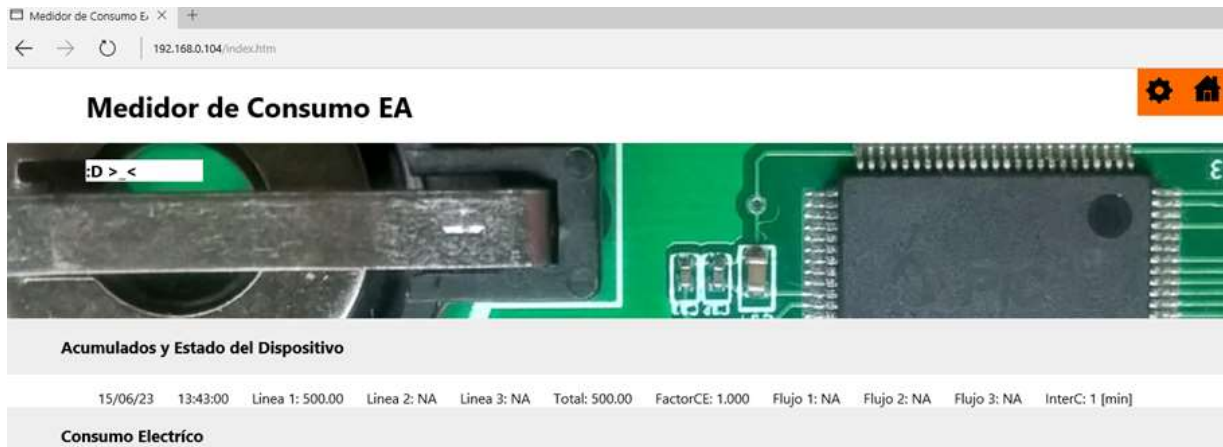 Medidor de Consumo E
192.168.0.104/index.htm
Medidor de Consumo EA
:D >_<
Acumulados y Estado del Dispositivo
15/06/23 13:43:00 Linea 1: 500.00 Linea 2: NA Linea 3: NA Total: 500.00 FactorCE: 1.000 Flujo 1: NA Flujo 2: NA Flujo 3: NA InterC: 1 [min]
Consumo Electríco